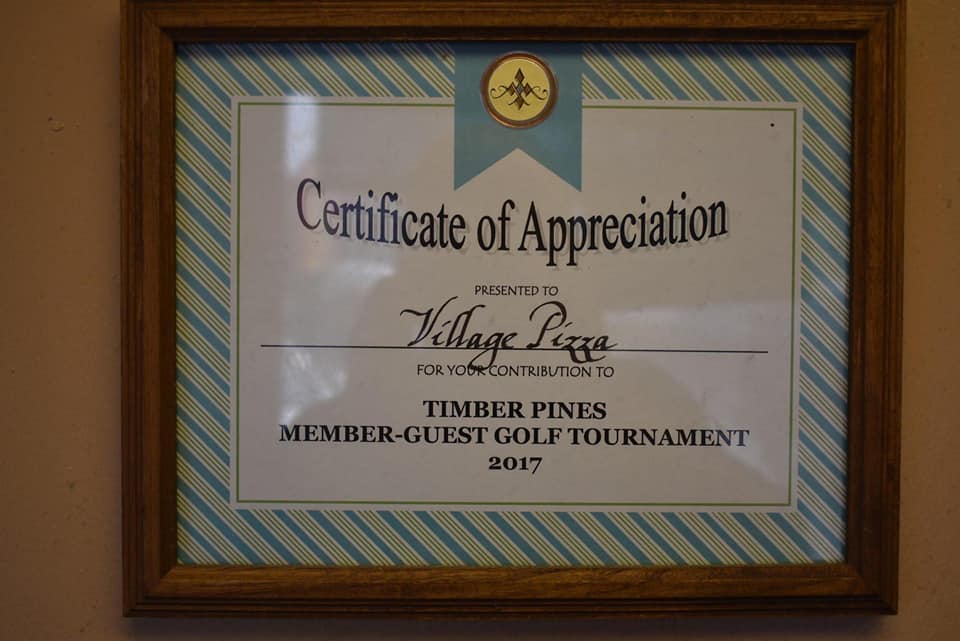 Certificate of Appreciation
PRESENTED TO
Village Pizza
FOR YOUR CONTRIBUTION TO
TIMBER PINES
MEMBER-GUEST GOLF TOURNAMENT
2017